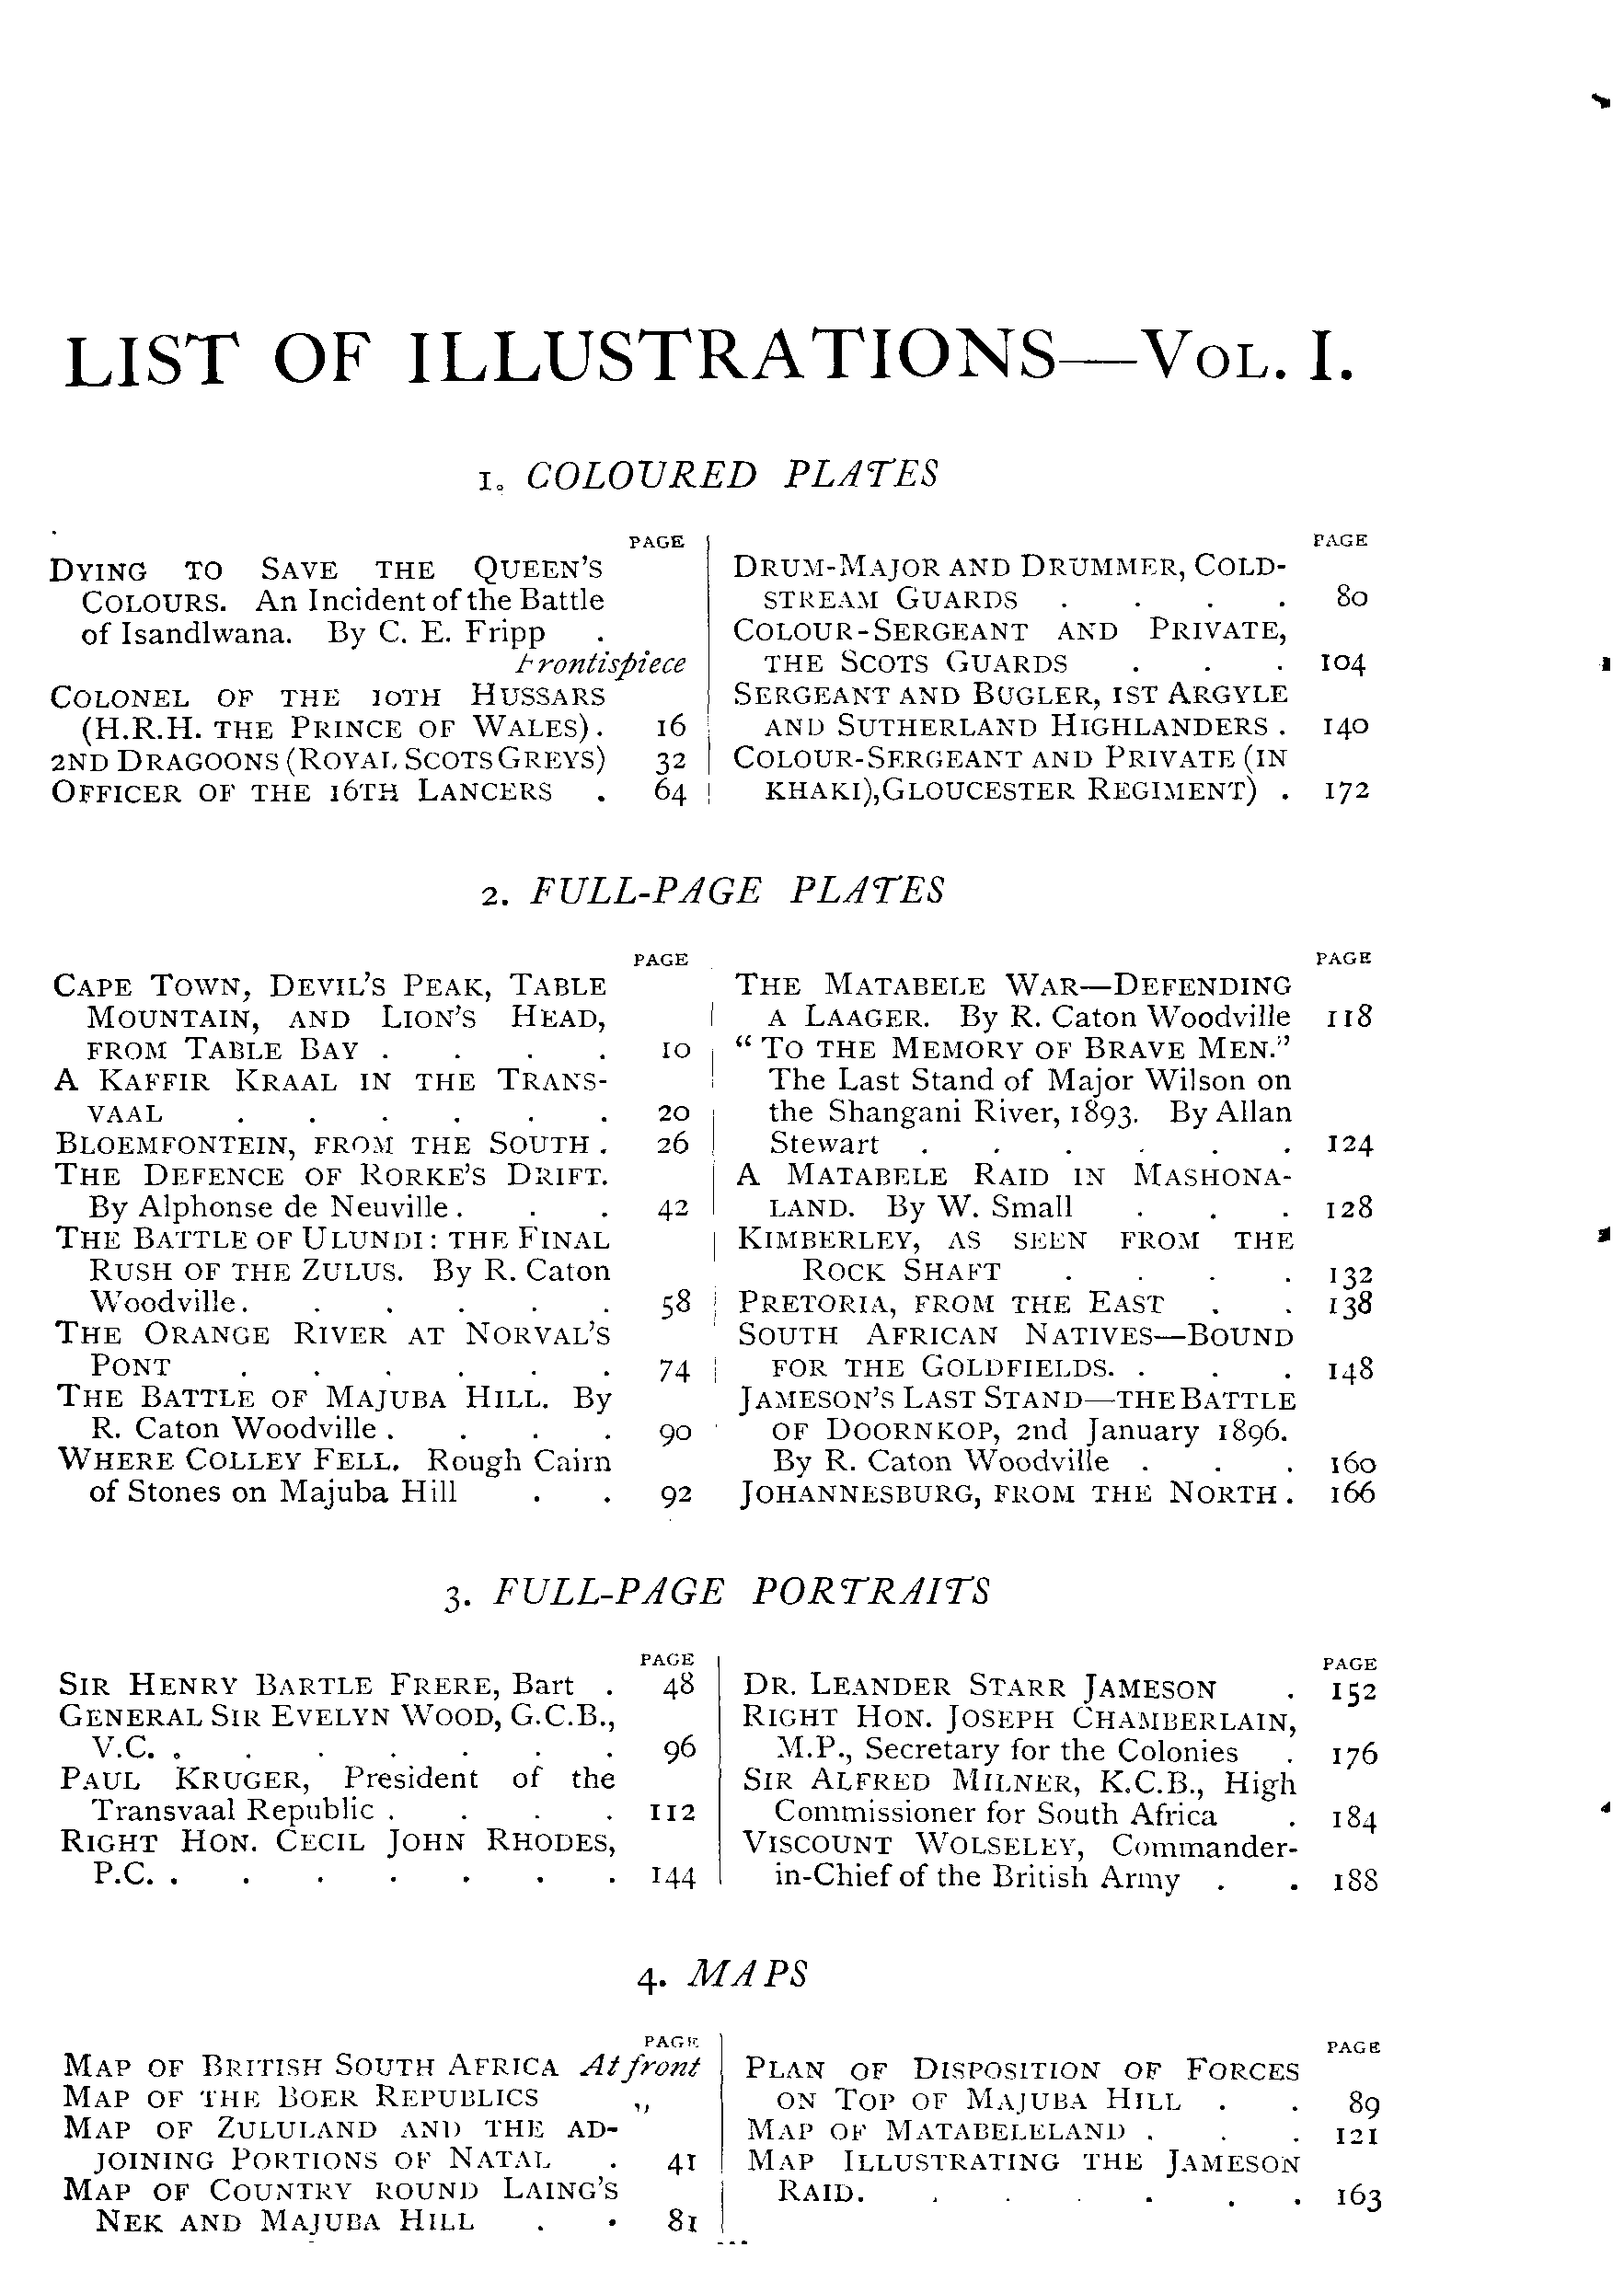 LIST OF ILLUSTRATIONS—VOL. I.
1. COLOURED PLATES
PAGE
DYING TO SAVE THE QUEEN'S
COLOURS. An Incident of the Battle
of Isandlwana. By C. E. Fripp .
Frontispiece
COLONEL OF THE 10TH HUSSARS
(H.R.H. THE PRINCE OF WALES). 16
2ND DRAGOONS (ROYAL SCOTS GREYS) 32
OFFICER OF THE 16TH LANCERS . 64
PAGE
DRUM-MAJOR AND DRUMMER, COLD-
STREAM GUARDS . . . . 80
COLOUR-SERGEANT AND PRIVATE,
THE SCOTS GUARDS . . . 104
SERGEANT AND BUGLER, 1ST ARGYLE
AND SUTHERLAND HIGHLANDERS . 140
COLOUR-SERGEANT AND PRIVATE (IN
KHAKI), GLOUCESTER REGIMENT) . 172
2. FULL-PAGE PLATES
PAGE
CAPE TOWN, DEVIL'S PEAK, TABLE
MOUNTAIN, AND LION'S HEAD,
FROM TABLE BAY . . . . 10
A KAFFIR KRAAL IN THE TRANS-
VAAL . . . . . . 20
BLOEMFONTEIN, FROM THE SOUTH . 26
THE DEFENCE OF RORKE'S DRIFT.
By Alphonse de Neuville . . . 42
THE BATTLE OF ULUNDI: THE FINAL
RUSH OF THE ZULUS. By R. Caton
Woodville . . . . . . 58
THE ORANGE RIVER AT NORVAL'S
PONT . . . . . . 74
THE BATTLE OF MAJUBA HILL. By
R. Caton Woodville . . . . 90
WHERE COLLEY FELL. Rough Cairn
of Stones on Majuba Hill . . 92
PAGE
THE MATABELE WAR—DEFENDING
A LAAGER. By R. Caton Woodville 118
"TO THE MEMORY OF BRAVE MEN."
The Last Stand of Major Wilson on
the Shangani River, 1893. By Allan
Stewart . . . . . . 124
A MATABELE RAID IN MASHONA-
LAND. By W. Small . . . 128
KIMBERLEY, AS SEEN FROM THE
ROCK SHAFT . . . . 132
PRETORIA, FROM THE EAST . . 138
SOUTH AFRICAN NATIVES—BOUND
FOR THE GOLDFIELDS. . . . 148
JAMESON'S LAST STAND—THE BATTLE
OF DOORNKOP, 2nd January 1896.
By R. Caton Woodville . . . 160
JOHANNESBURG, FROM THE NORTH . 166
3. FULL-PAGE PORTRAITS
PAGE
SIR HENRY BARTLE FRERE, Bart . 48
GENERAL SIR EVELYN WOOD, G.C.B.,
V.C. . . . . . . . 96
PAUL KRUGER, President of the
Transvaal Republic . . . . 112
RIGHT HON. CECIL JOHN RHODES,
P.C. . . . . . . . 144
PAGE
DR. LEANDER STARR JAMESON . 152
RIGHT HON. JOSEPH CHAMBERLAIN,
M.P., Secretary for the Colonies . 176
SIR ALFRED MILNER, K.C.B., High
Commissioner for South Africa . 184
VISCOUNT WOLSELEY, Commander-
in-Chief of the British Army . . 188
4. MAPS
PAGE
MAP OF BRITISH SOUTH AFRICA At front
MAP OF THE BOER REPUBLICS ,,
MAP OF ZULULAND AND THE AD-
JOINING PORTIONS OF NATAL . 41
MAP OF COUNTRY ROUND LAING'S
NEK AND MAJUBA HILL . . 81
PAGE
PLAN OF DISPOSITION OF FORCES
ON TOP OF MAJUBA HILL . . 89
MAP OF MATABELELAND . . . 121
MAP ILLUSTRATING THE JAMESON
RAID. . . . . . . 163